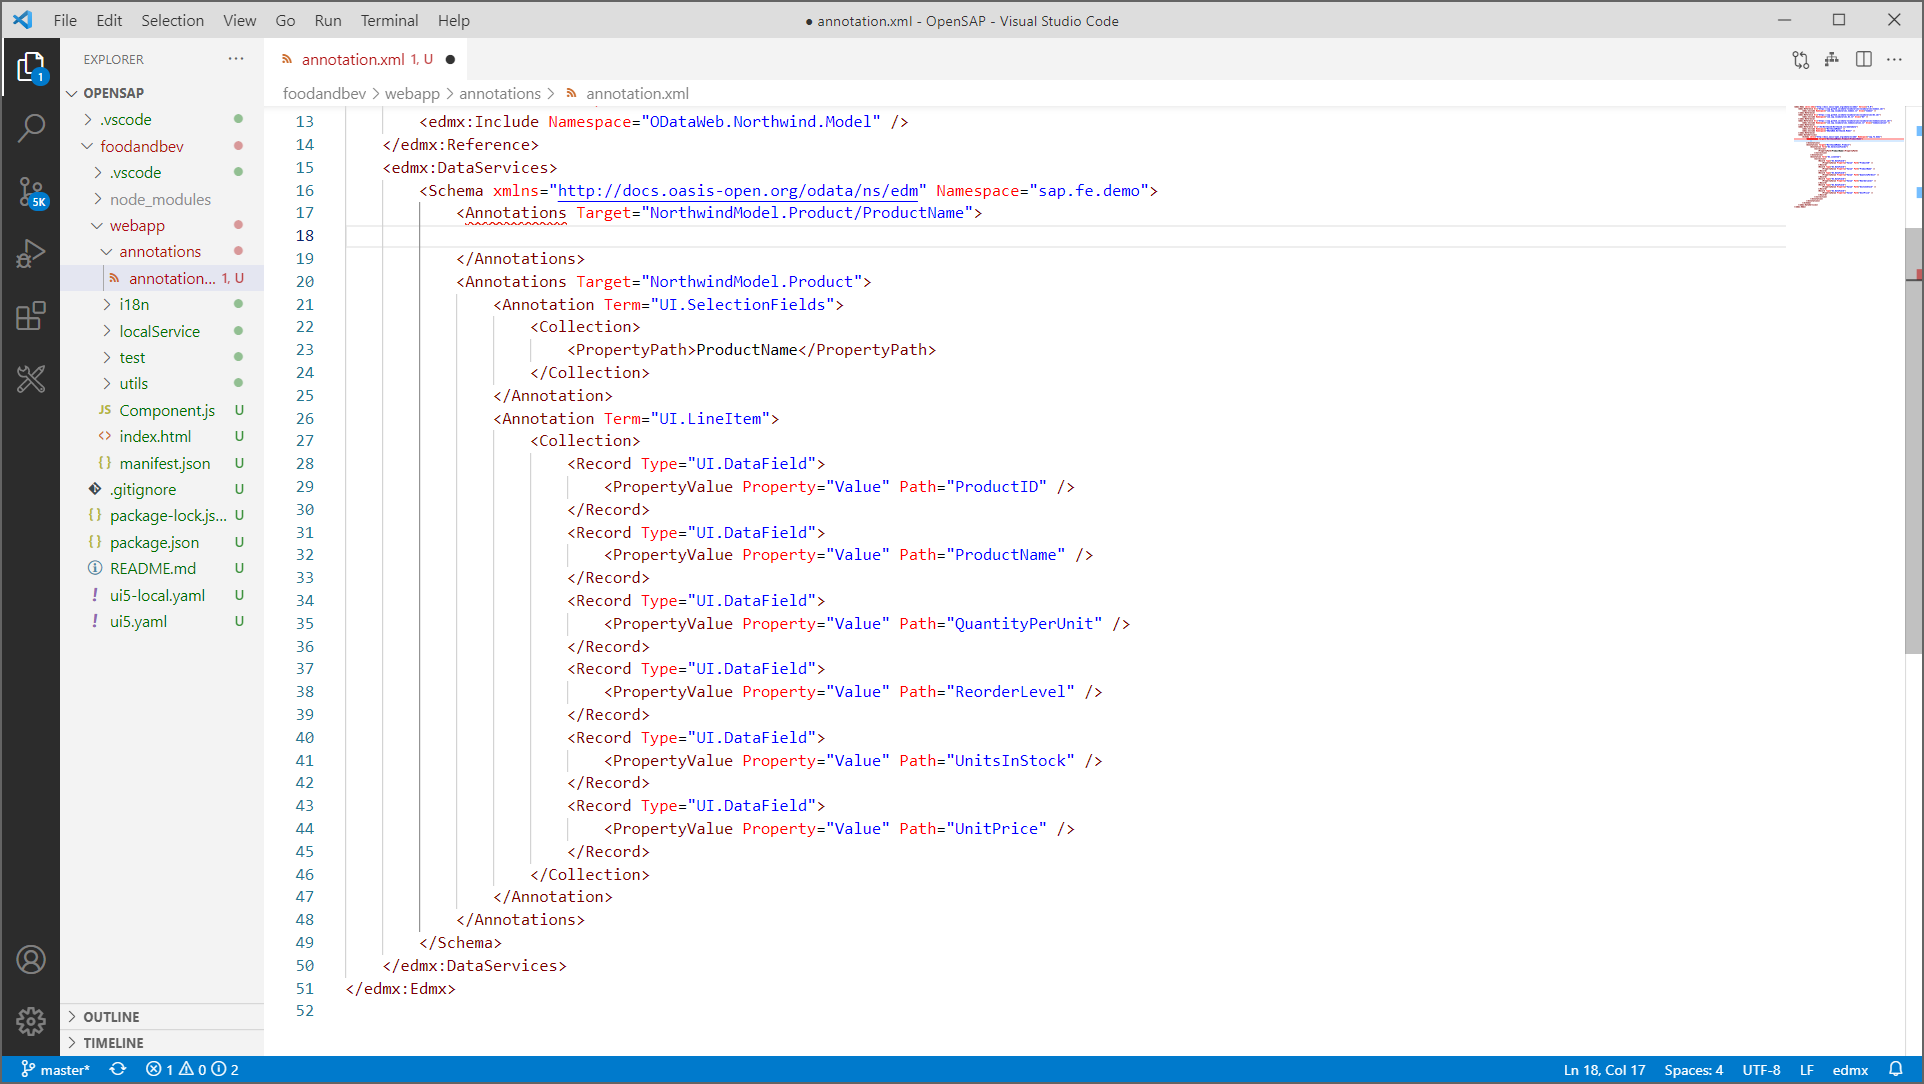 File Edit Selection View Go Run Terminal Help
● annotation.xml - OpenSAP - Visual Studio Code
EXPLORER
OPENSAP
.vscode
foodandbev
.vscode
node_modules
webapp
annotations
annotation... 1, U
i18n
localService
test
utils
JS Component.js U
<> index.html U
{} manifest.json U
.gitignore U
{} package-lock.js... U
{} package.json U
README.md U
! ui5-local.yaml U
! ui5.yaml U
OUTLINE
TIMELINE
1
5K
annotation.xml 1, U ●
foodandbev > webapp > annotations > annotation.xml
13 <edmx:Include Namespace="ODataWeb.Northwind.Model" />
14 </edmx:Reference>
15 <edmx:DataServices>
16 <Schema xmlns="http://docs.oasis-open.org/odata/ns/edm" Namespace="sap.fe.demo">
17 <Annotations Target="NorthwindModel.Product/ProductName">
18
19 </Annotations>
20 <Annotations Target="NorthwindModel.Product">
21 <Annotation Term="UI.SelectionFields">
22 <Collection>
23 <PropertyPath>ProductName</PropertyPath>
24 </Collection>
25 </Annotation>
26 <Annotation Term="UI.LineItem">
27 <Collection>
28 <Record Type="UI.DataField">
29 <PropertyValue Property="Value" Path="ProductID" />
30 </Record>
31 <Record Type="UI.DataField">
32 <PropertyValue Property="Value" Path="ProductName" />
33 </Record>
34 <Record Type="UI.DataField">
35 <PropertyValue Property="Value" Path="QuantityPerUnit" />
36 </Record>
37 <Record Type="UI.DataField">
38 <PropertyValue Property="Value" Path="ReorderLevel" />
39 </Record>
40 <Record Type="UI.DataField">
41 <PropertyValue Property="Value" Path="UnitsInStock" />
42 </Record>
43 <Record Type="UI.DataField">
44 <PropertyValue Property="Value" Path="UnitPrice" />
45 </Record>
46 </Collection>
47 </Annotation>
48 </Annotations>
49 </Schema>
50 </edmx:DataServices>
51 </edmx:Edmx>
52
master* 1 0 2
Ln 18, Col 17 Spaces: 4 UTF-8 LF edmx